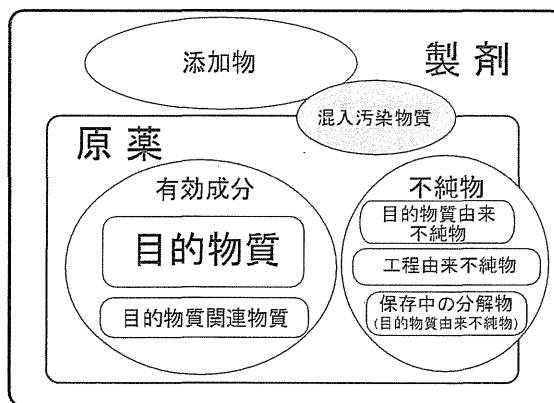 添加物
製剤
混入汚染物質
原薬
有効成分
目的物質
目的物質関連物質
不純物
目的物質由来
不純物
工程由来不純物
保存中の分解物
(目的物質由来不純物)